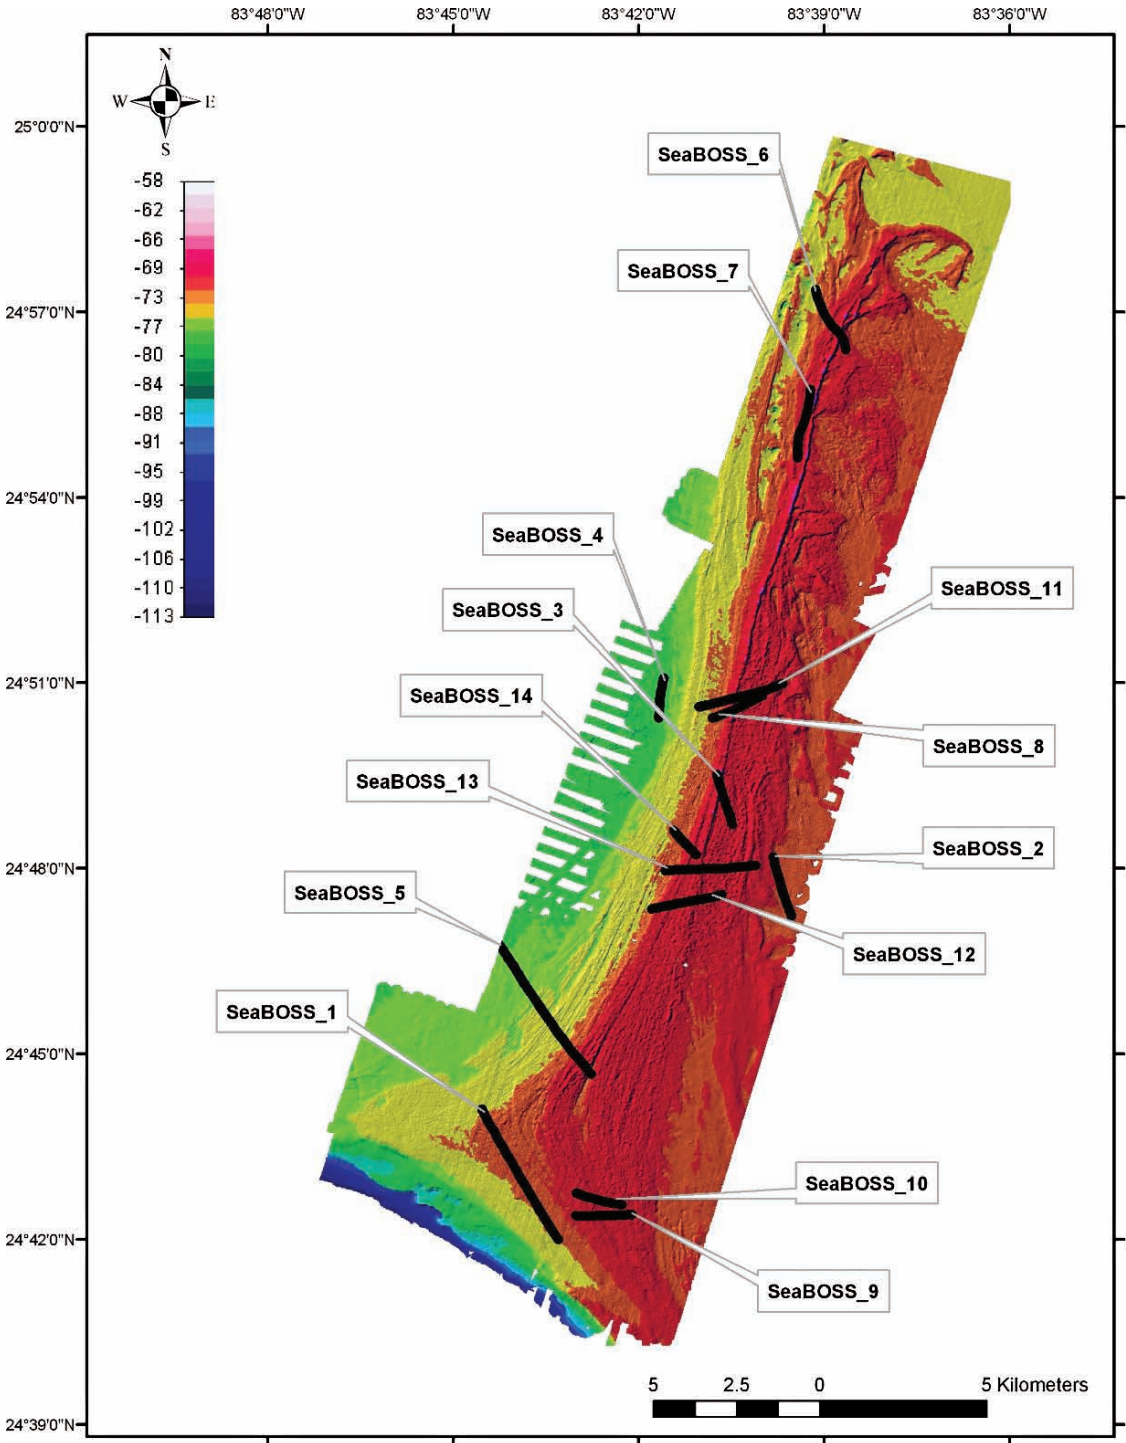 83°48'0"W 83°45'0"W 83°42'0"W 83°39'0"W 83°36'0"W
N
W E
S
25°0'0"N
24°57'0"N
24°54'0"N
24°51'0"N
24°48'0"N
24°45'0"N
24°42'0"N
24°39'0"N
-58
-62
-66
-69
-73
-77
-80
-84
-88
-91
-95
-99
-102
-106
-110
-113
SeaBOSS_6
SeaBOSS_7
SeaBOSS_4
SeaBOSS_11
SeaBOSS_3
SeaBOSS_14
SeaBOSS_8
SeaBOSS_13
SeaBOSS_2
SeaBOSS_5
SeaBOSS_12
SeaBOSS_1
SeaBOSS_10
SeaBOSS_9
5 2.5 0 5 Kilometers